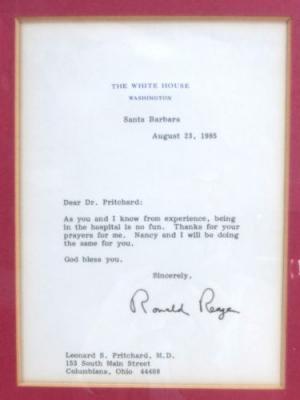 THE WHITE HOUSE
WASHINGTON
Santa Barbara
August 23, 1985
Dear Dr. Pritchard:
As you and I know from experience, being
in the hospital is no fun. Thanks for your
prayers for me. Nancy and I will be doing
the same for you.
God bless you.
Sincerely,
Ronald Reagan
Leonard S. Pritchard, M.D.
153 South Main Street
Columbiana, Ohio 44408